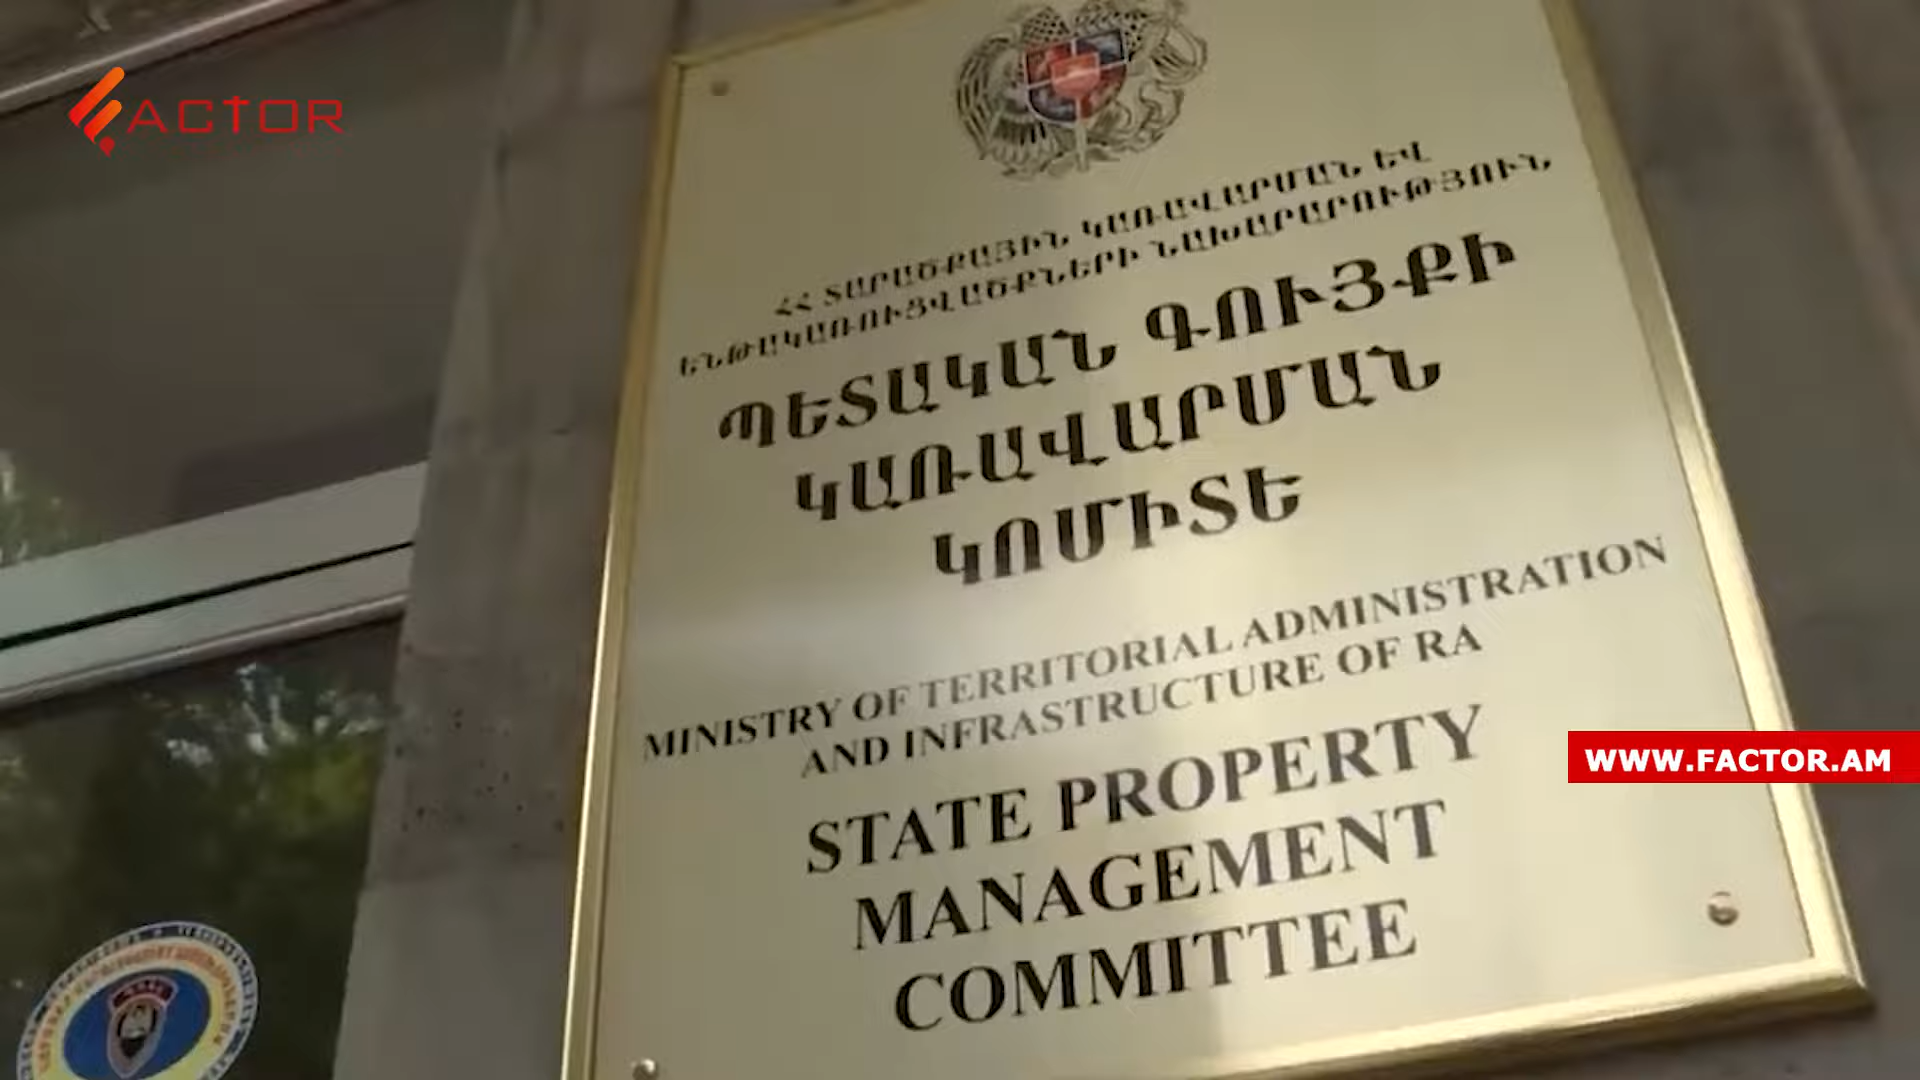 FACTOR
ՀՀ ՏԱՐԱԾՔԱՅԻՆ ԿԱՌԱՎԱՐՄԱՆ ԵՎ
ԵՆԹԱԿԱՌՈՒՑՎԱԾՔՆԵՐԻ ՆԱԽԱՐԱՐՈՒԹՅՈՒՆ
ՊԵՏԱԿԱՆ ԳՈՒՅՔԻ
ԿԱՌԱՎԱՐՄԱՆ
ԿՈՄԻՏԵ
MINISTRY OF TERRITORIAL ADMINISTRATION
AND INFRASTRUCTURE OF RA
STATE PROPERTY
MANAGEMENT
COMMITTEE
WWW.FACTOR.AM